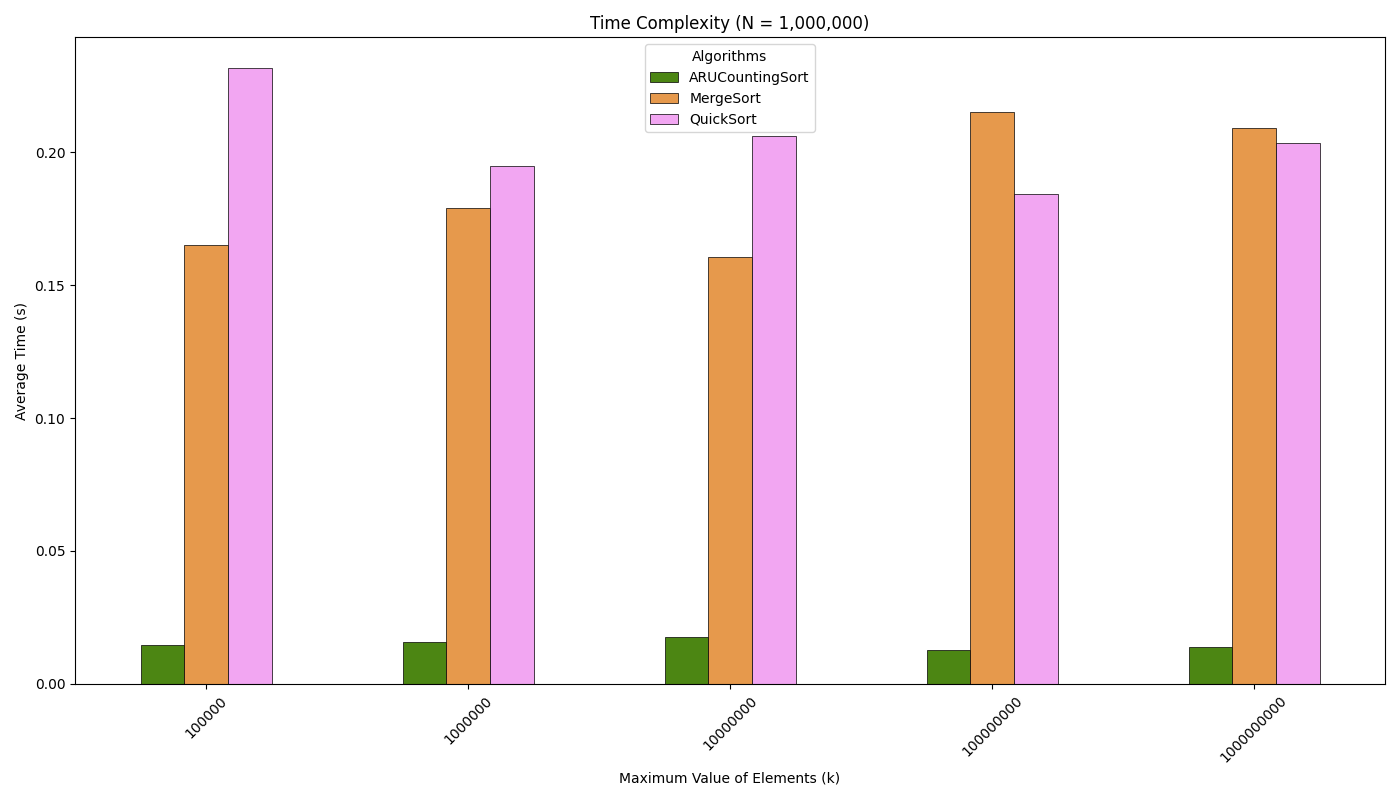 Time Complexity (N = 1,000,000)
Algorithms
ARUCountingSort
MergeSort
QuickSort
Average Time (s)
0.20
0.15
0.10
0.05
0.00
100000
1000000
10000000
100000000
1000000000
Maximum Value of Elements (k)